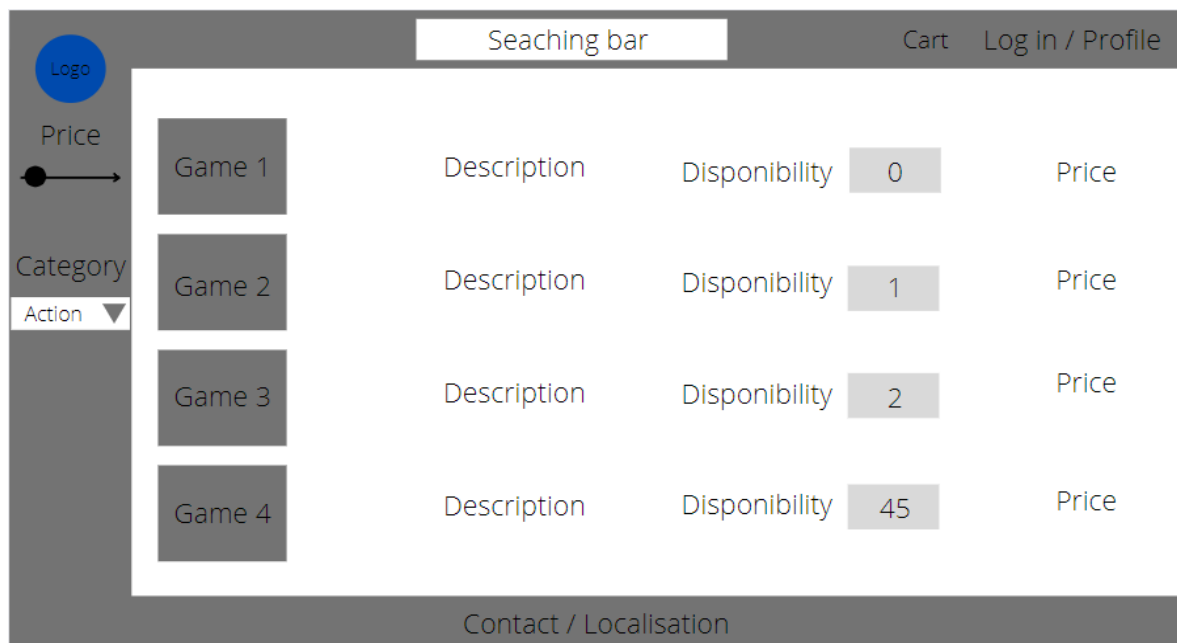 Seaching bar
Cart
Log in / Profile
Logo
Price
Category
Action
Game 1
Description
Disponibility
0
Price
Game 2
Description
Disponibility
1
Price
Game 3
Description
Disponibility
2
Price
Game 4
Description
Disponibility
45
Price
Contact / Localisation